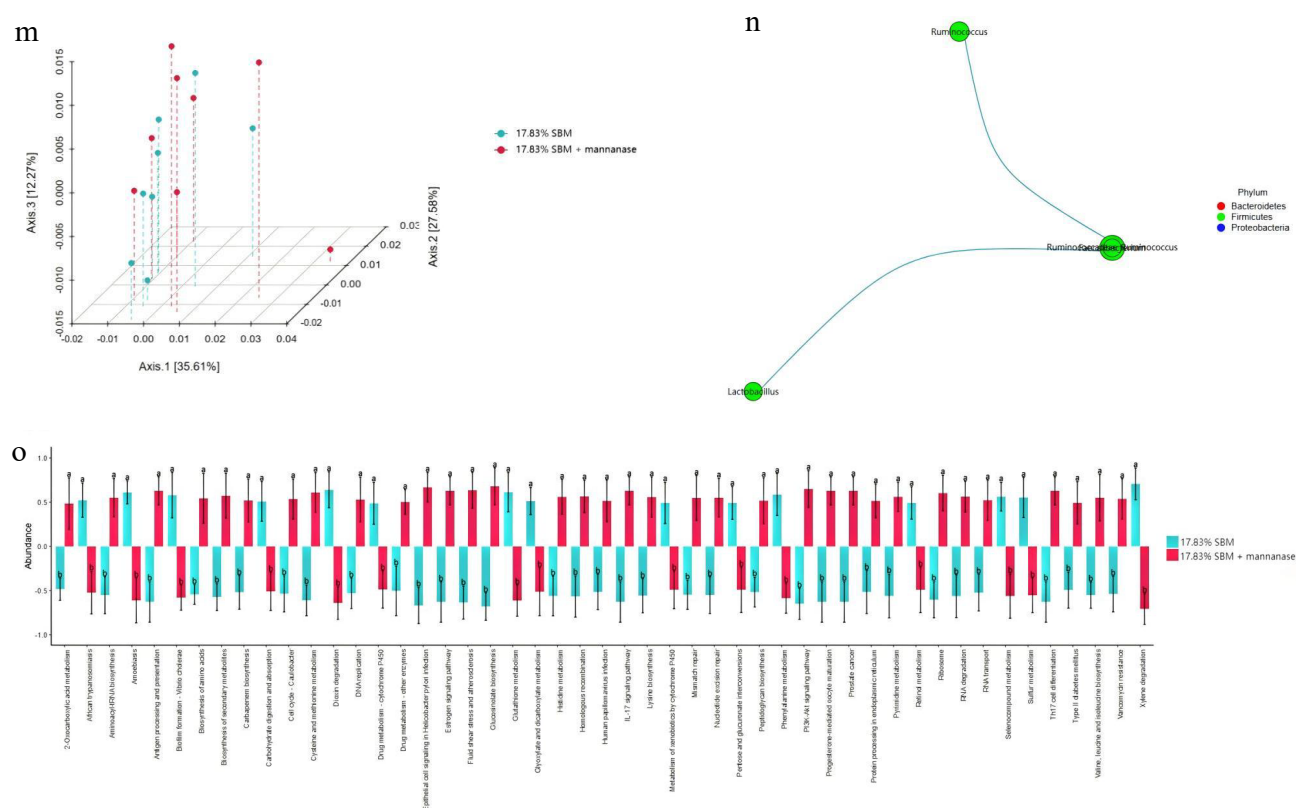 m
0.015
0.010
0.005
0.000
-0.005
-0.010
-0.015
Axis.3 [12.27%]
-0.02
0.00
0.01
0.03
0.04
Axis.1 [35.61%]
-0.02
-0.01
0.00
0.01
0.02
0.03
Axis.2 [27.58%]
17.83% SBM
17.83% SBM + mannanase
n
Ruminococcus
Lactobacillus
Phylum
Bacteroidetes
Firmicutes
Proteobacteria
o
Abundance
1.0
0.5
0.0
-0.5
-1.0
17.83% SBM
17.83% SBM + mannanase
2-Oxocarboxylic acid metabolism
African trypanosomiasis
Aminoacyl-tRNA biosynthesis
Amoebiasis
Antigen processing and presentation
Biofilm formation - Vibrio cholerae
Biosynthesis of amino acids
Biosynthesis of secondary metabolites
Carbapenem biosynthesis
Carbohydrate digestion and absorption
Cell cycle - Caulobacter
Cysteine and methionine metabolism
Dioxin degradation
DNA replication
Drug metabolism - cytochrome P450
Drug metabolism - other enzymes
Epithelial cell signaling in Helicobacter pylori infection
Estrogen signaling pathway
Fluid shear stress and atherosclerosis
Glucosinolate biosynthesis
Glutathione metabolism
Glyoxylate and dicarboxylate metabolism
Histidine metabolism
Homologous recombination
Human papillomavirus infection
IL-17 signaling pathway
Lysine biosynthesis
Metabolism of xenobiotics by cytochrome P450
Mismatch repair
Nucleotide excision repair
Pentose and glucuronate interconversions
Peptidoglycan biosynthesis
Phenylalanine metabolism
PI3K-Akt signaling pathway
Progesterone-mediated oocyte maturation
Prostate cancer
Protein processing in endoplasmic reticulum
Pyrimidine metabolism
Retinol metabolism
Ribosome
RNA degradation
RNA transport
Selenocompound metabolism
Sulfur metabolism
Th17 cell differentiation
Type II diabetes mellitus
Valine, leucine and isoleucine biosynthesis
Vancomycin resistance
Xylene degradation